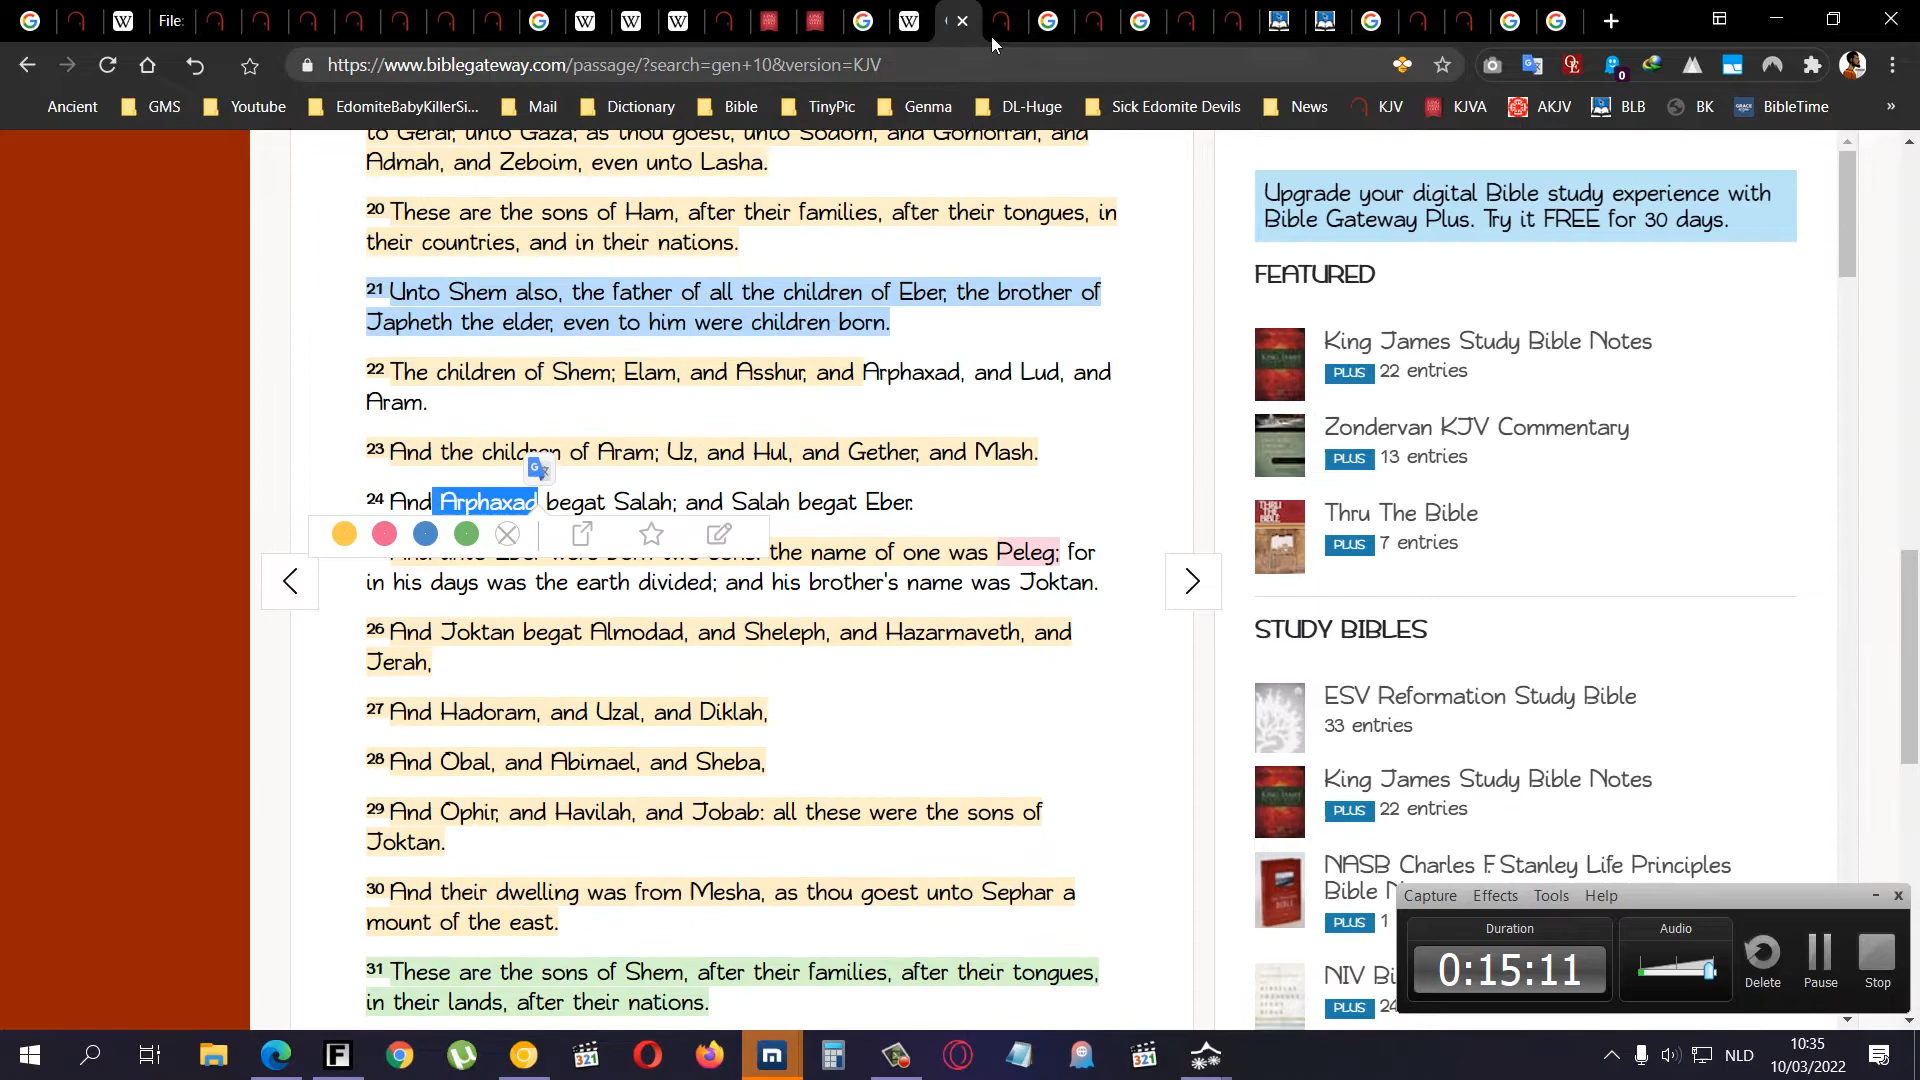 File:
https://www.biblegateway.com/passage/?search=gen+10&version=KJV
0
Ancient
GMS
Youtube
EdomiteBabyKillerSi...
Mail
Dictionary
Bible
TinyPic
Genma
DL-Huge
Sick Edomite Devils
News
KJV
KJVA
AKJV
BLB
BK
BibleTime
»
to Gerar, unto Gaza; as thou goest, unto Sodom, and Gomorrah, and
Admah, and Zeboim, even unto Lasha.
20 These are the sons of Ham, after their families, after their tongues, in
their countries, and in their nations.
21 Unto Shem also, the father of all the children of Eber, the brother of
Japheth the elder, even to him were children born.
22 The children of Shem; Elam, and Asshur, and Arphaxad, and Lud, and
Aram.
23 And the children of Aram; Uz, and Hul, and Gether, and Mash.
24 And Arphaxad begat Salah; and Salah begat Eber.
the name of one was Peleg; for
in his days was the earth divided; and his brother's name was Joktan.
26 And Joktan begat Almodad, and Sheleph, and Hazarmaveth, and
Jerah,
27 And Hadoram, and Uzal, and Diklah,
28 And Obal, and Abimael, and Sheba,
29 And Ophir, and Havilah, and Jobab: all these were the sons of
Joktan.
30 And their dwelling was from Mesha, as thou goest unto Sephar a
mount of the east.
31 These are the sons of Shem, after their families, after their tongues,
in their lands, after their nations.
Upgrade your digital Bible study experience with
Bible Gateway Plus. Try it FREE for 30 days.
FEATURED
King James Study Bible Notes
PLUS 22 entries
Zondervan KJV Commentary
PLUS 13 entries
Thru The Bible
PLUS 7 entries
STUDY BIBLES
ESV Reformation Study Bible
33 entries
King James Study Bible Notes
PLUS 22 entries
NASB Charles F. Stanley Life Principles
Bible N
PLUS 1
NIV Bi
PLUS 24
Capture Effects Tools Help
Duration
Audio
0:15:11
Delete
Pause
Stop
NLD
10:35
10/03/2022